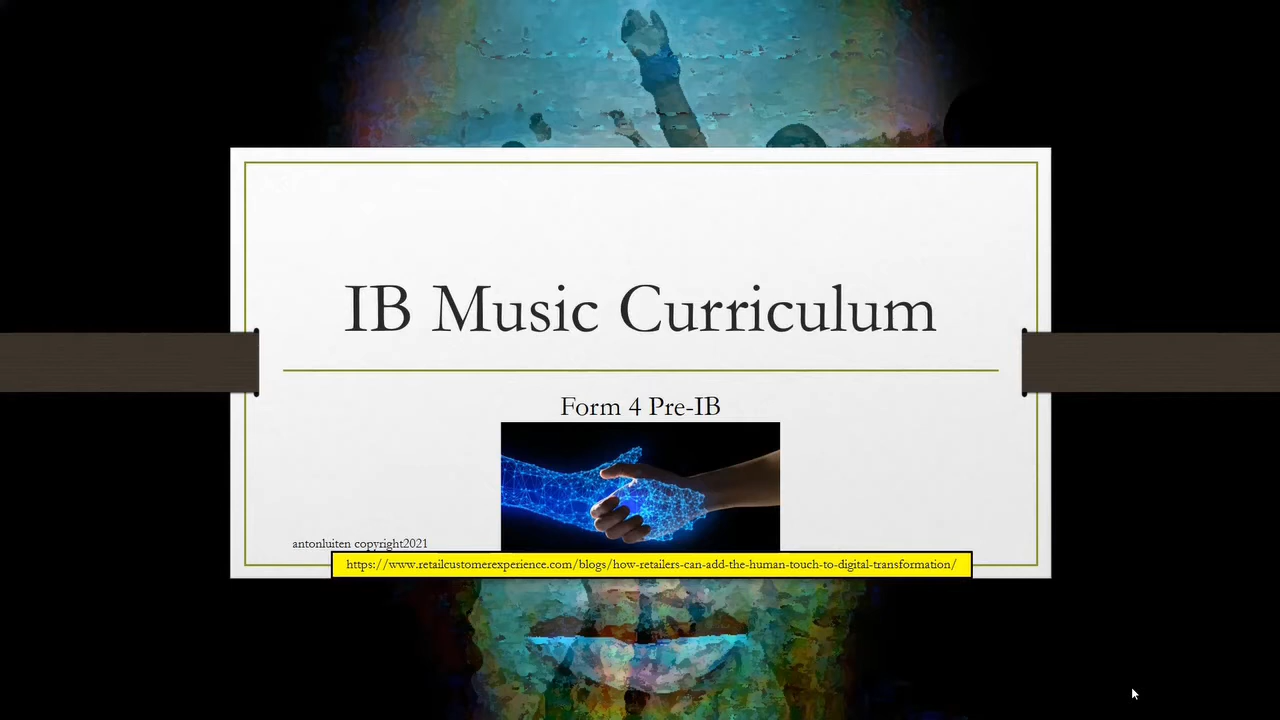 IB Music Curriculum
Form 4 Pre-IB
antonluiten copyright2021
https://www.retailcustomerexperience.com/blogs/how-retailers-can-add-the-human-touch-to-digital-transformation/